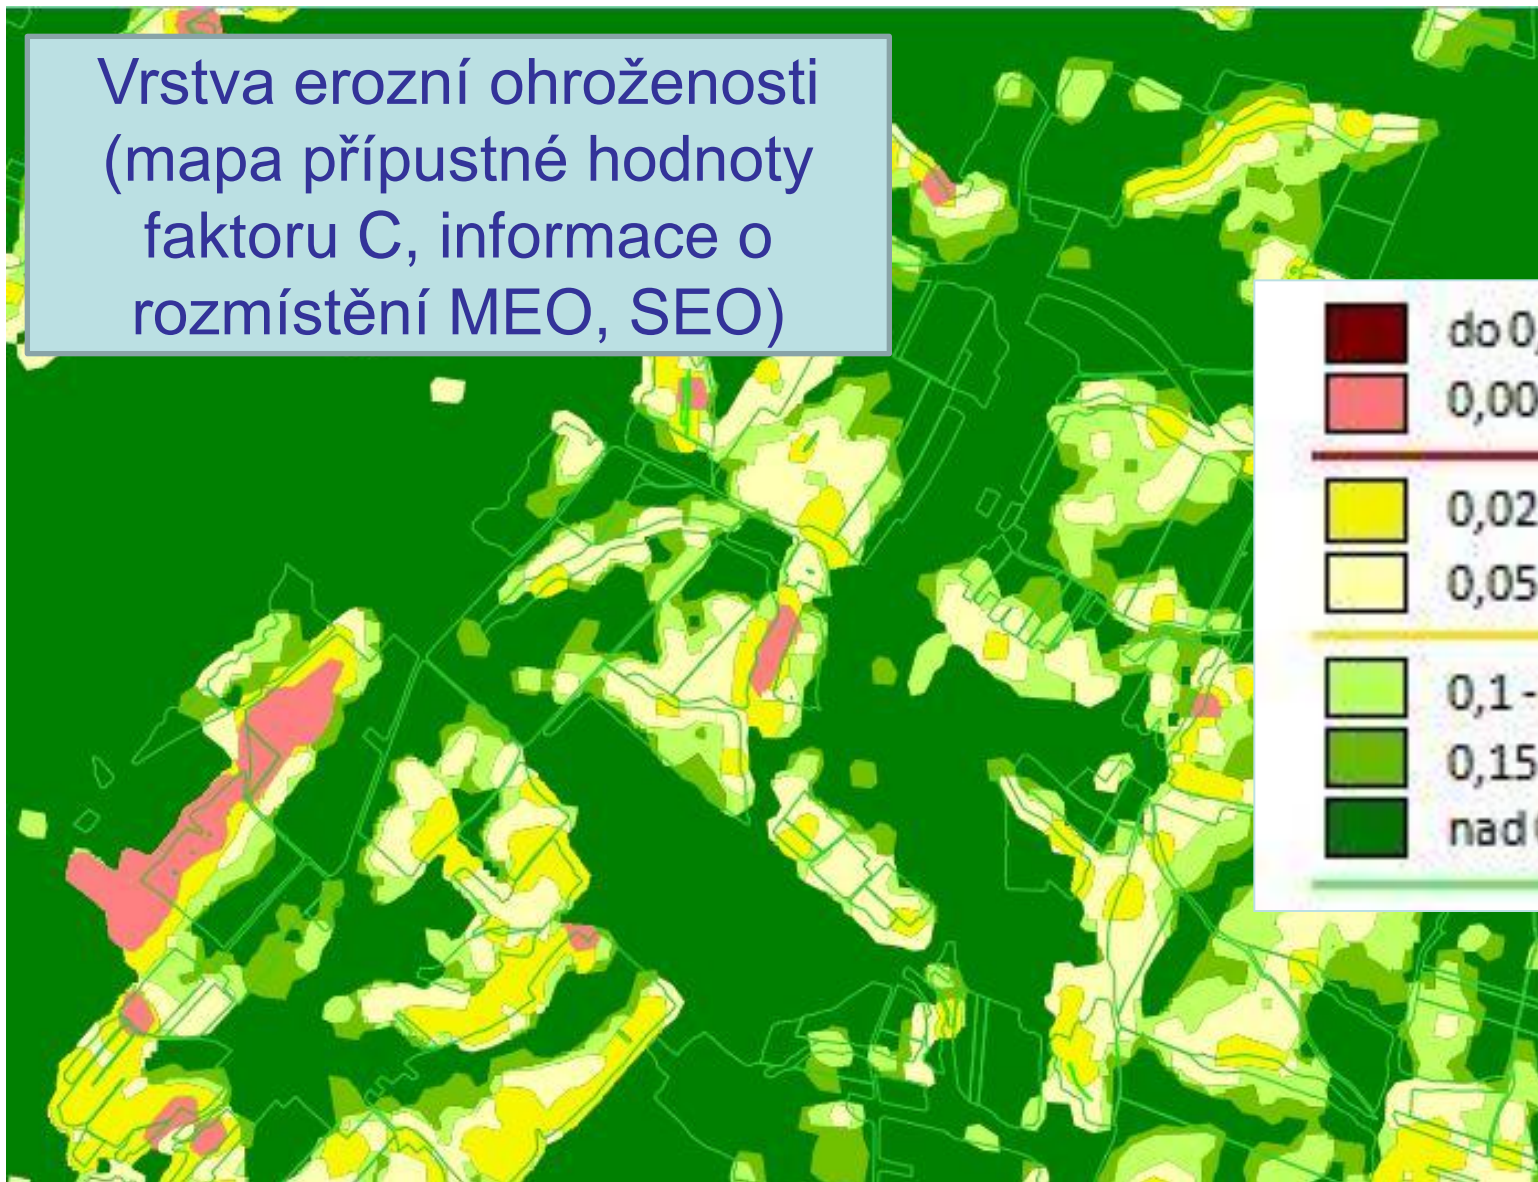 Vrstva erozní ohroženosti
(mapa přípustné hodnoty
faktoru C, informace o
rozmístění MEO, SEO)
do 0,
0,00
0,02
0,05
0,1 -
0,15
nad